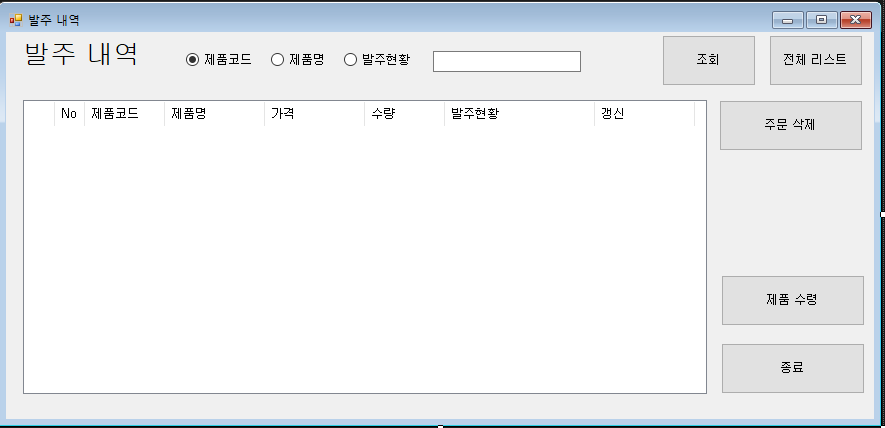 발주 내역
발주 내역
제품코드 제품명 발주현황
조회 전체 리스트
No 제품코드 제품명 가격 수량 발주현황 갱신
주문 삭제
제품 수령
종료